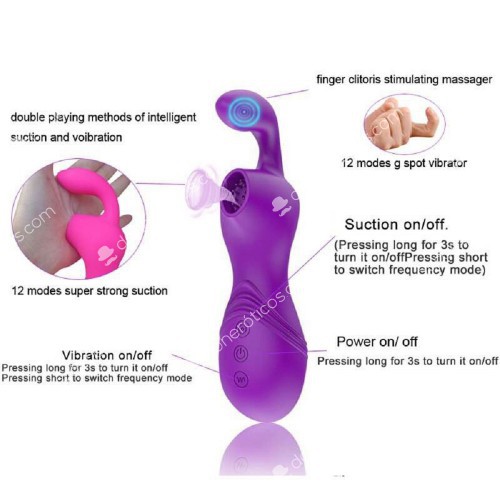 finger clitoris stimulating massager
double playing methods of intelligent
suction and voibration
12 modes g spot vibrator
Suction on/off.
(Pressing long for 3s to
turn it on/offPressing short
to switch frequency mode)
12 modes super strong suction
Power on/ off
Pressing long for 3s to turn it on/off
Vibration on/off
Pressing long for 3s to turn it on/off
Pressing short to switch frequency mode